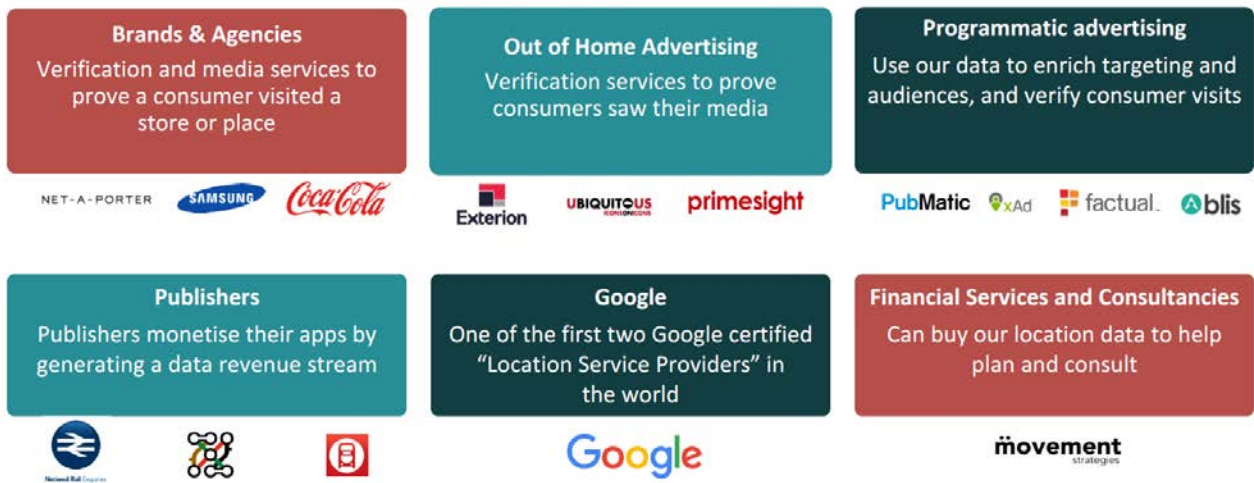 Brands & Agencies
Verification and media services to
prove a consumer visited a
store or place
NET-A-PORTER
SAMSUNG
Coca-Cola
Out of Home Advertising
Verification services to prove
consumers saw their media
Exterion
UBIQUITOUS
ICONSONICONS
primesight
Programmatic advertising
Use our data to enrich targeting and
audiences, and verify consumer visits
PubMatic
xAd
factual.
blis
Publishers
Publishers monetise their apps by
generating a data revenue stream
National Rail Enquiries
Google
One of the first two Google certified
“Location Service Providers” in
the world
Google
Financial Services and Consultancies
Can buy our location data to help
plan and consult
movement
strategies